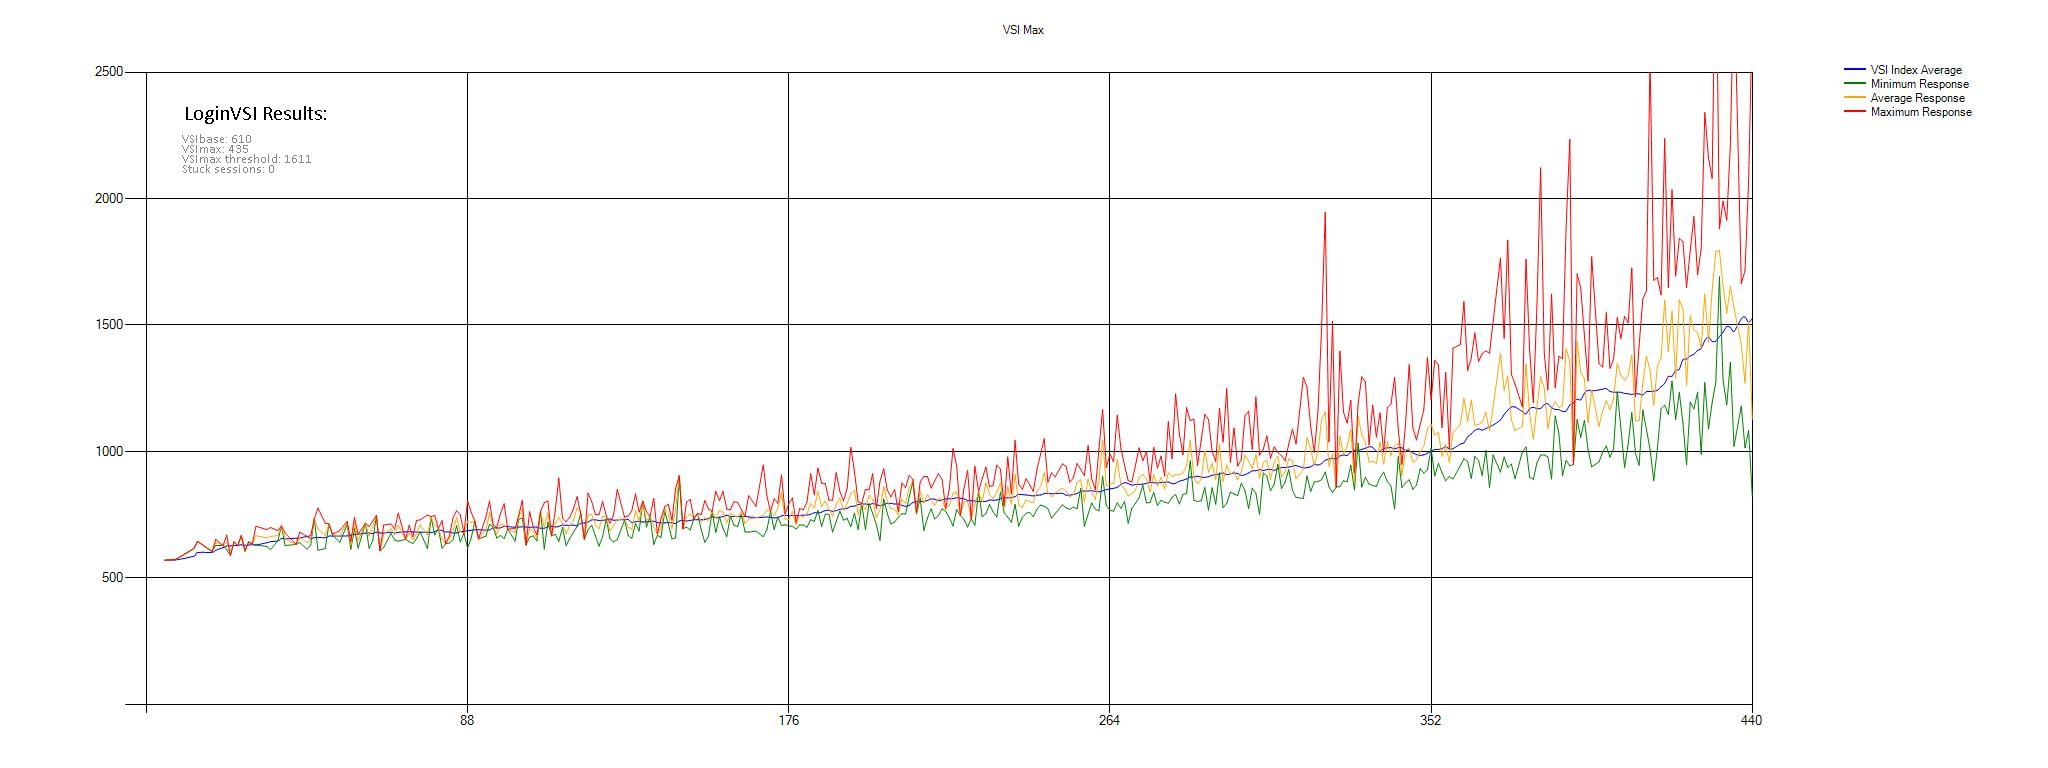 VSI Max
2500
2000
1500
1000
500
LoginVSI Results:
VSIbase: 610
VSImax: 435
VSImax threshold: 1611
Stuck sessions: 0
VSI Index Average
Minimum Response
Average Response
Maximum Response
88 176 264 352 440